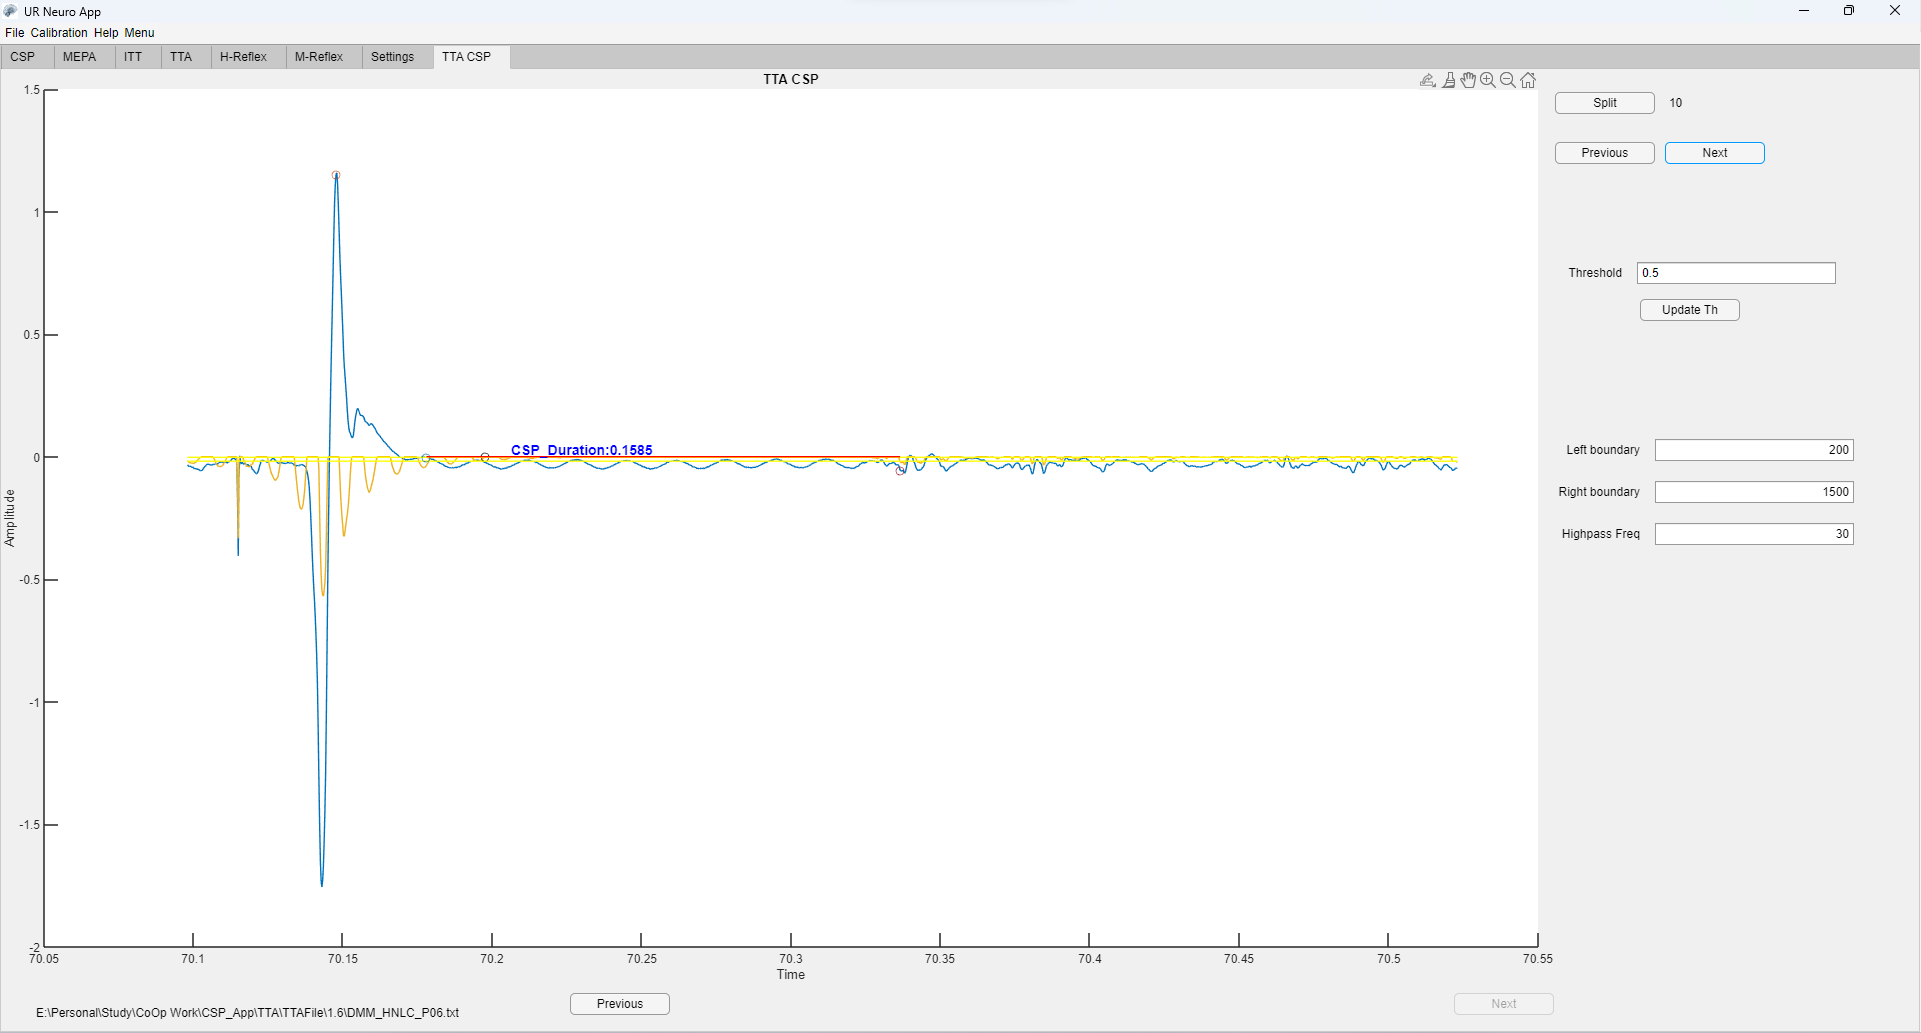 UR Neuro App
File Calibration Help Menu
CSP MEPA ITT TTA H-Reflex M-Reflex Settings TTA CSP
TTA CSP
1.5
1
0.5
0
-0.5
-1
-1.5
-2
Amplitude
CSP_Duration:0.1585
70.05 70.1 70.15 70.2 70.25 70.3 70.35 70.4 70.45 70.5 70.55
Time
Split 10
Previous Next
Threshold 0.5
Update Th
Left boundary 200
Right boundary 1500
Highpass Freq 30
Previous Next
E:\Personal\Study\CoOp Work\CSP_App\TTA\TTAFile\1.6\DMM_HNLC_P06.txt